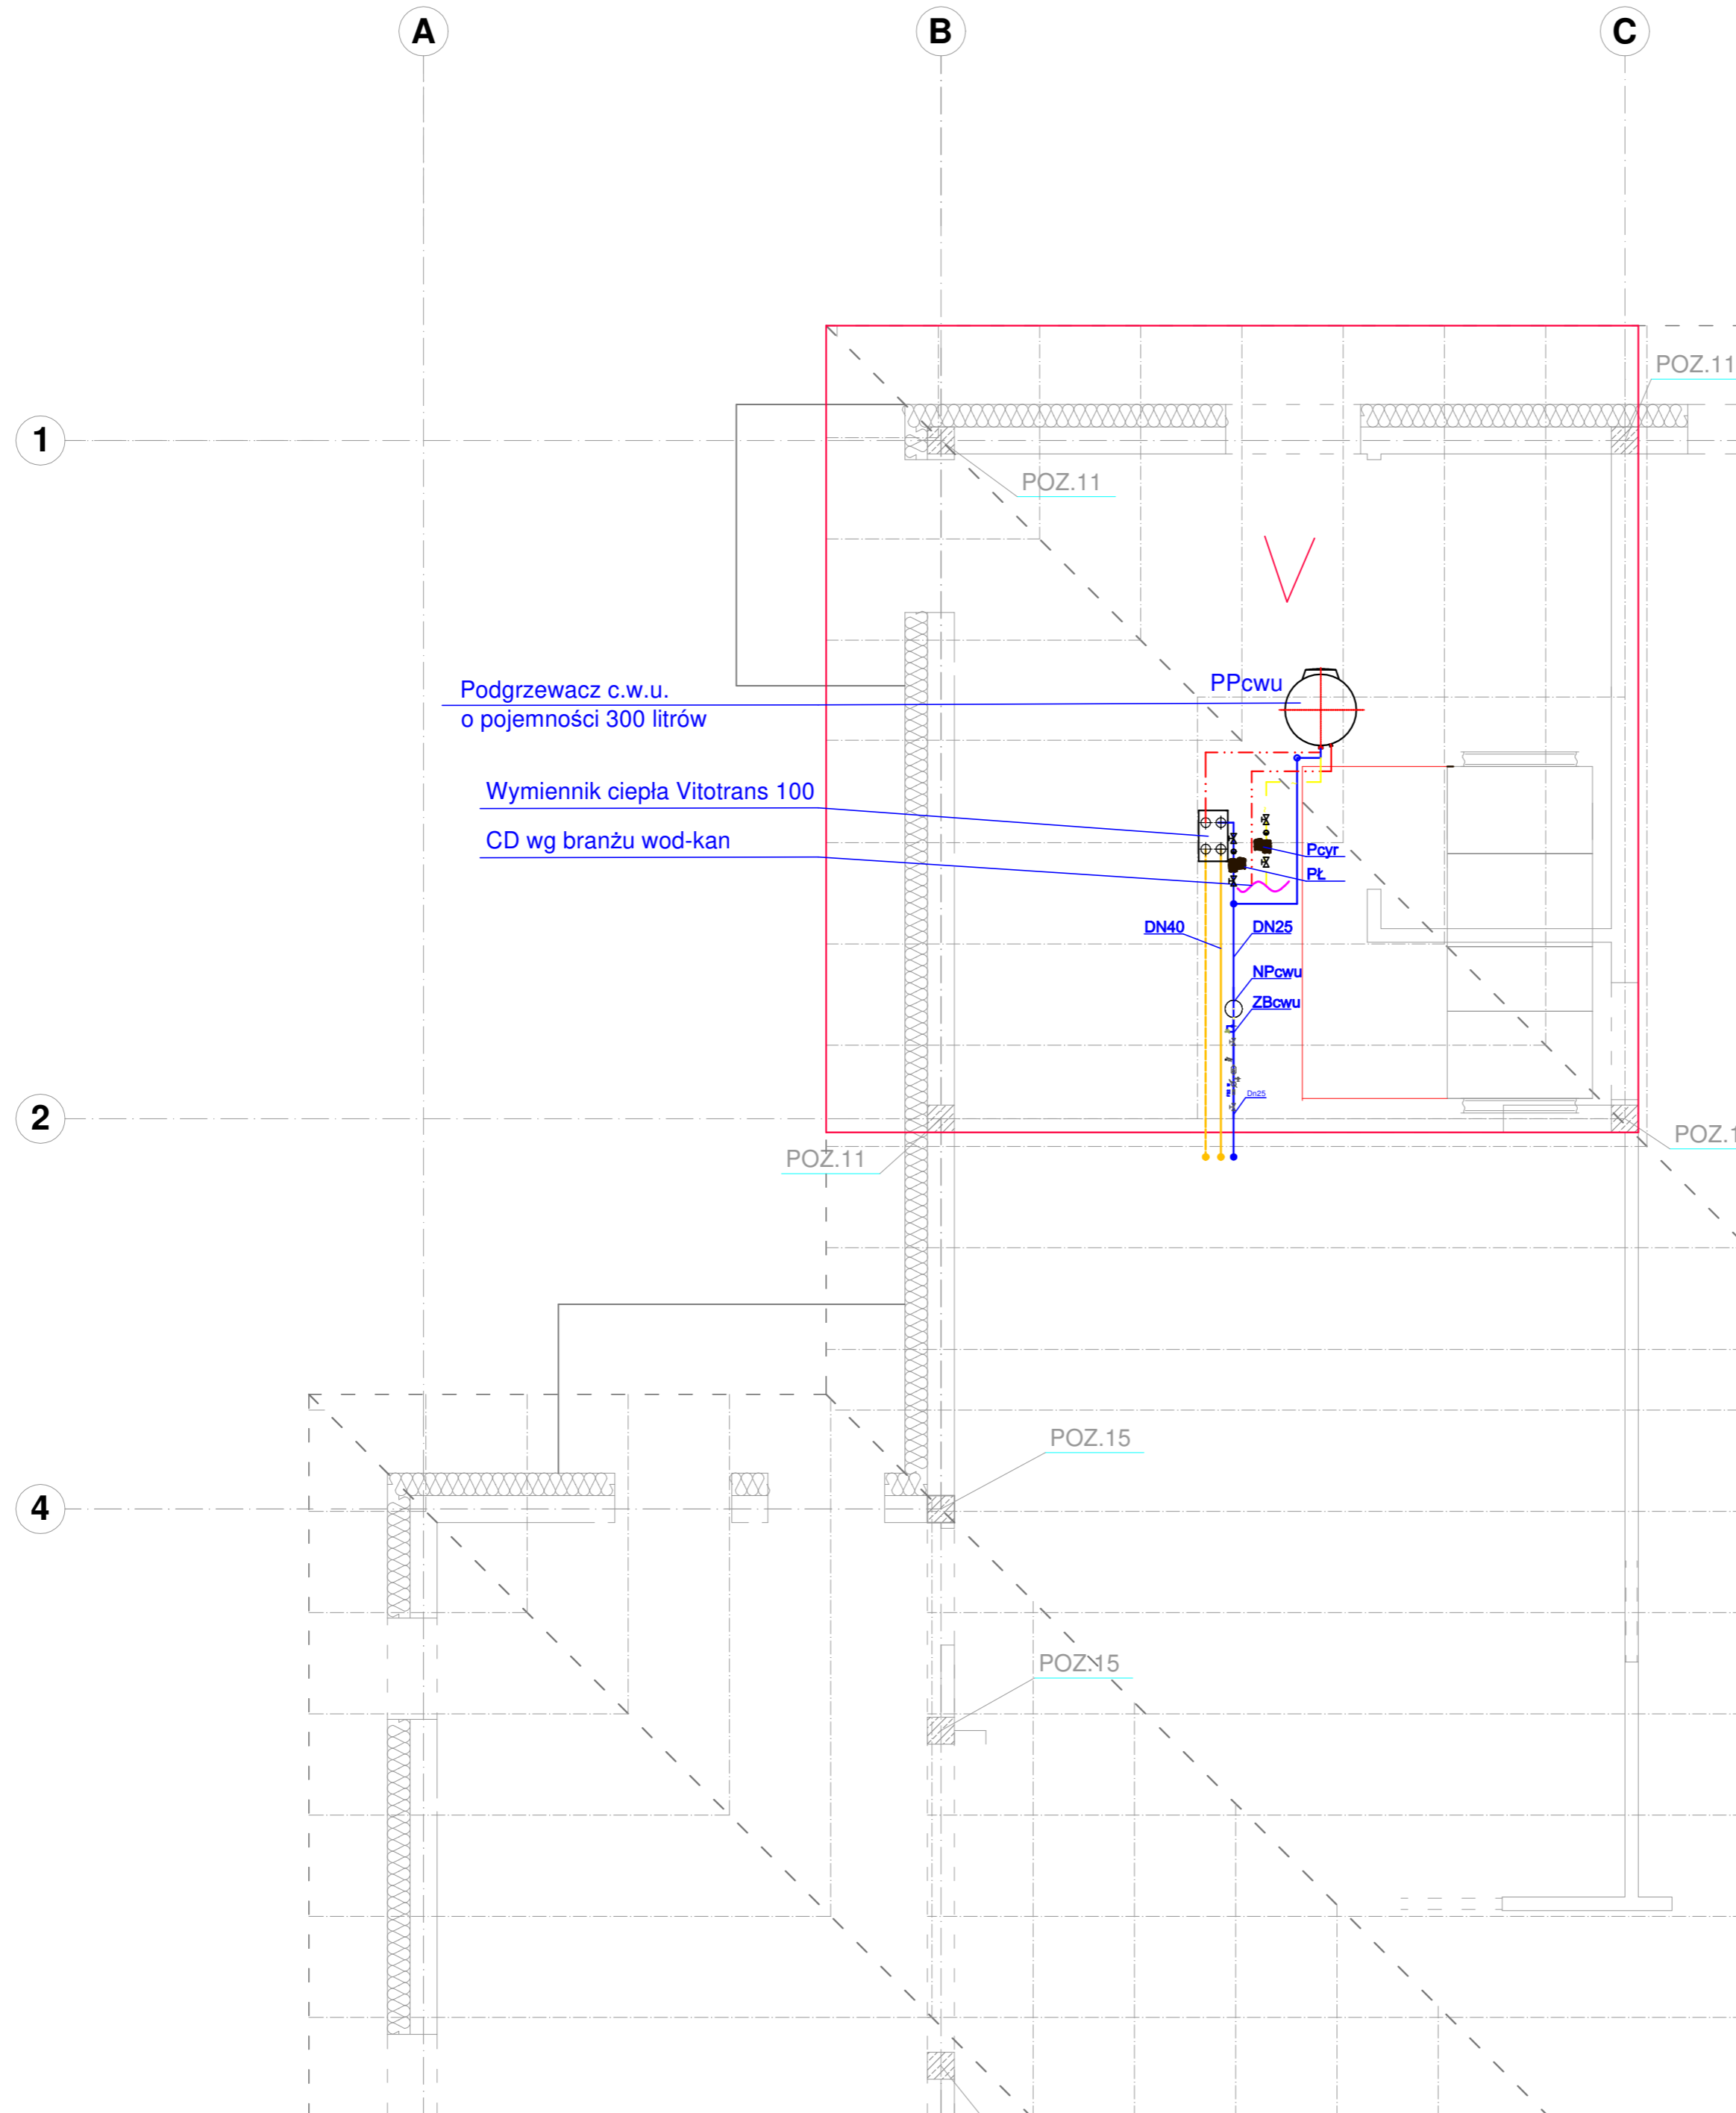 A
B
C
POZ.11
1
POZ.11
PPcwu
Podgrzewacz c.w.u.
o pojemności 300 litrów
Wymiennik ciepła Vitotrans 100
CD wg branżu wod-kan
Pcyr
PŁ
DN40
DN25
NPcwu
ZBcwu
Dn25
2
POZ.1
POZ.11
POZ.15
4
POZ.15